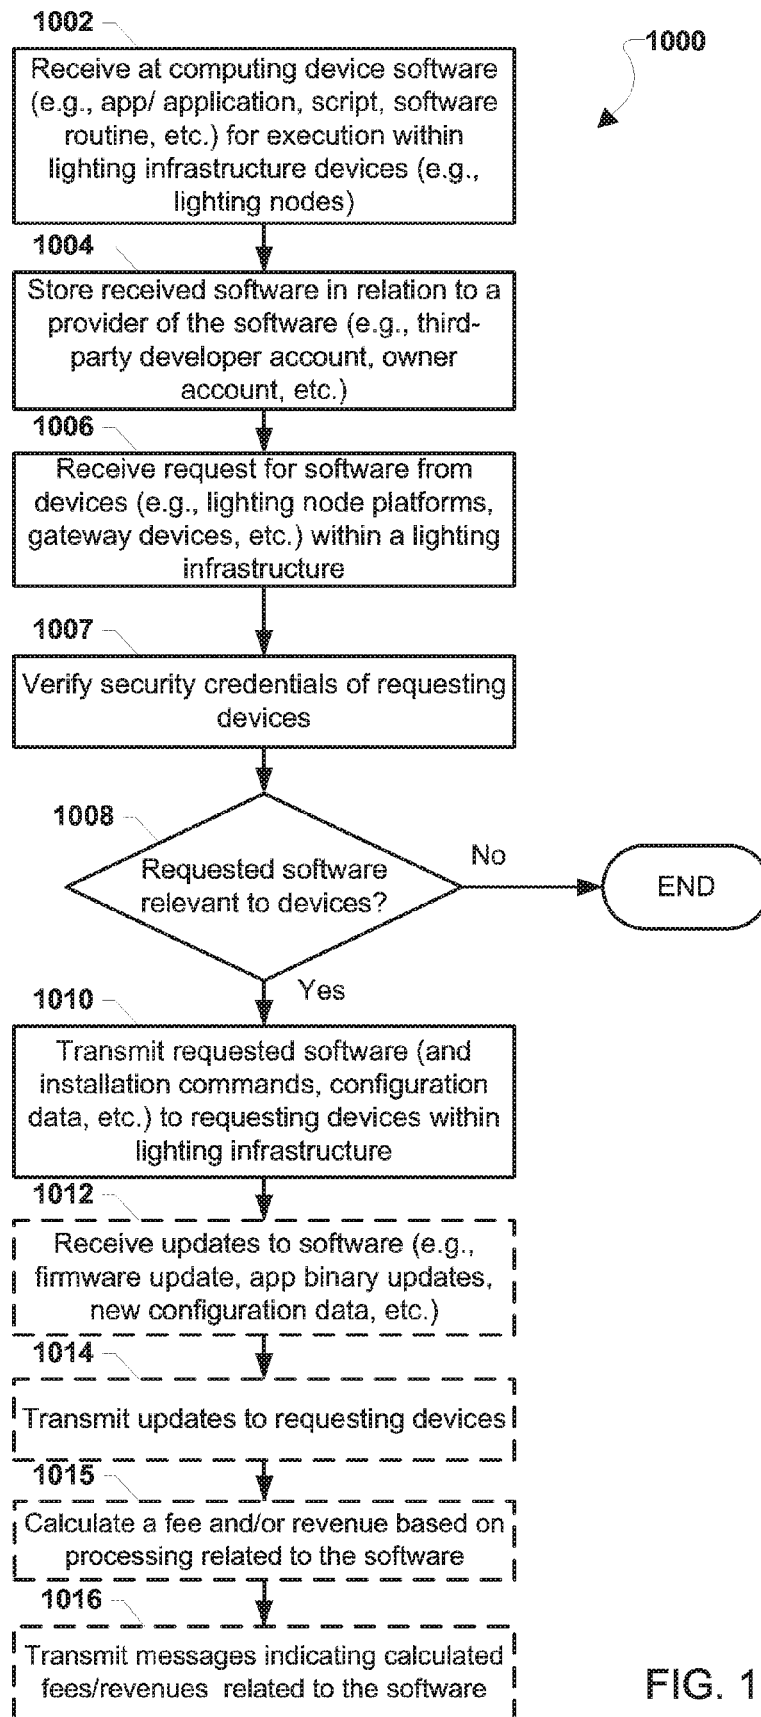 1002
1000
Receive at computing device software
(e.g., app/ application, script, software
routine, etc.) for execution within
lighting infrastructure devices (e.g.,
lighting nodes)
1004
Store received software in relation to a
provider of the software (e.g., third-
party developer account, owner
account, etc.)
1006
Receive request for software from
devices (e.g., lighting node platforms,
gateway devices, etc.) within a lighting
infrastructure
1007
Verify security credentials of requesting
devices
1008
Requested software
relevant to devices?
No
END
Yes
1010
Transmit requested software (and
installation commands, configuration
data, etc.) to requesting devices within
lighting infrastructure
1012
Receive updates to software (e.g.,
firmware update, app binary updates,
new configuration data, etc.)
1014
Transmit updates to requesting devices
1015
Calculate a fee and/or revenue based on
processing related to the software
1016
Transmit messages indicating calculated
fees/revenues related to the software
FIG. 1